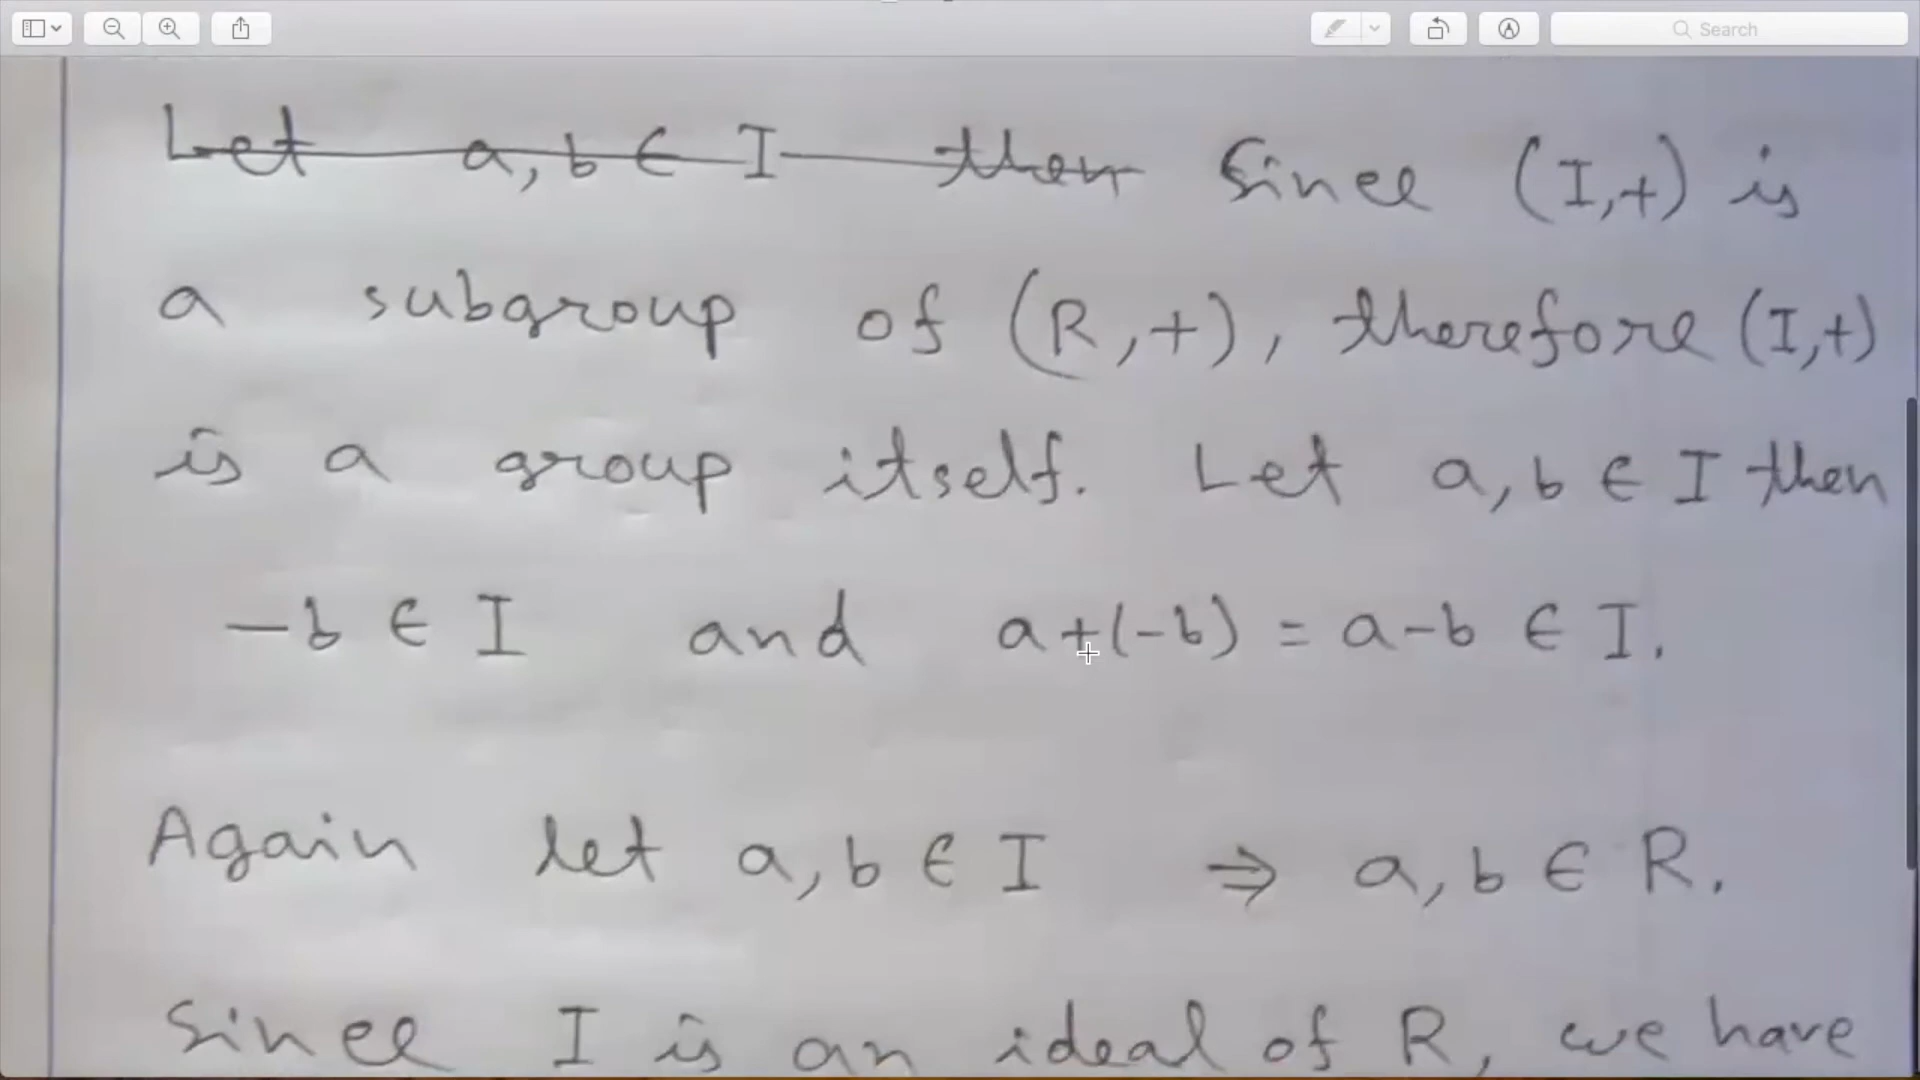 Search
Let a, b ∈ I then Since (I,+) is
a subgroup of (R,+), therefore (I,+)
is a group itself. Let a, b ∈ I then
-b ∈ I and a+(-b) = a-b ∈ I.
Again let a, b ∈ I ⇒ a, b ∈ R.
Since I is an ideal of R, we have